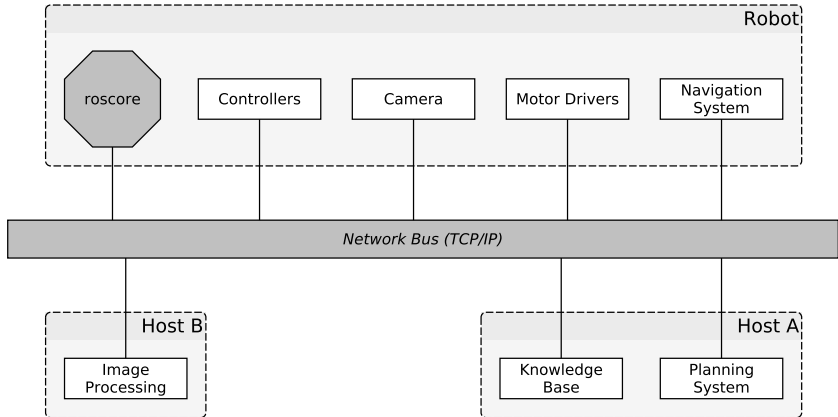 Robot
roscore
Controllers
Camera
Motor Drivers
Navigation
System
Network Bus (TCP/IP)
Host B
Image
Processing
Host A
Knowledge
Base
Planning
System